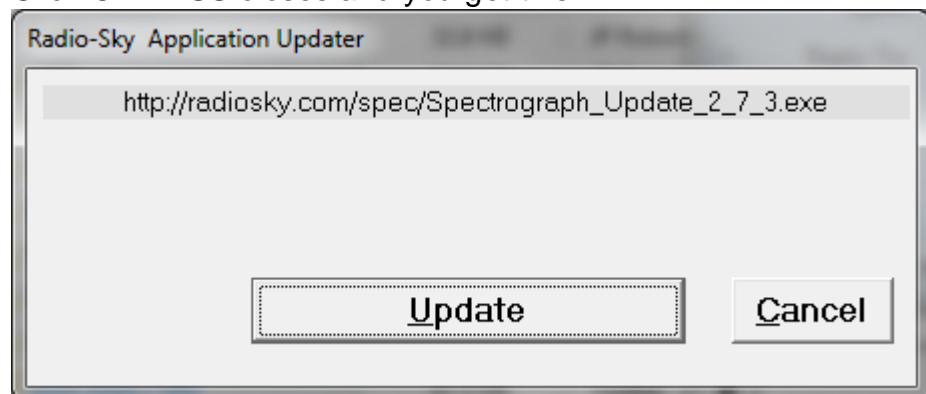 Radio-Sky Application Updater
http://radiosky.com/spec/Spectrograph_Update_2_7_3.exe
Update
Cancel